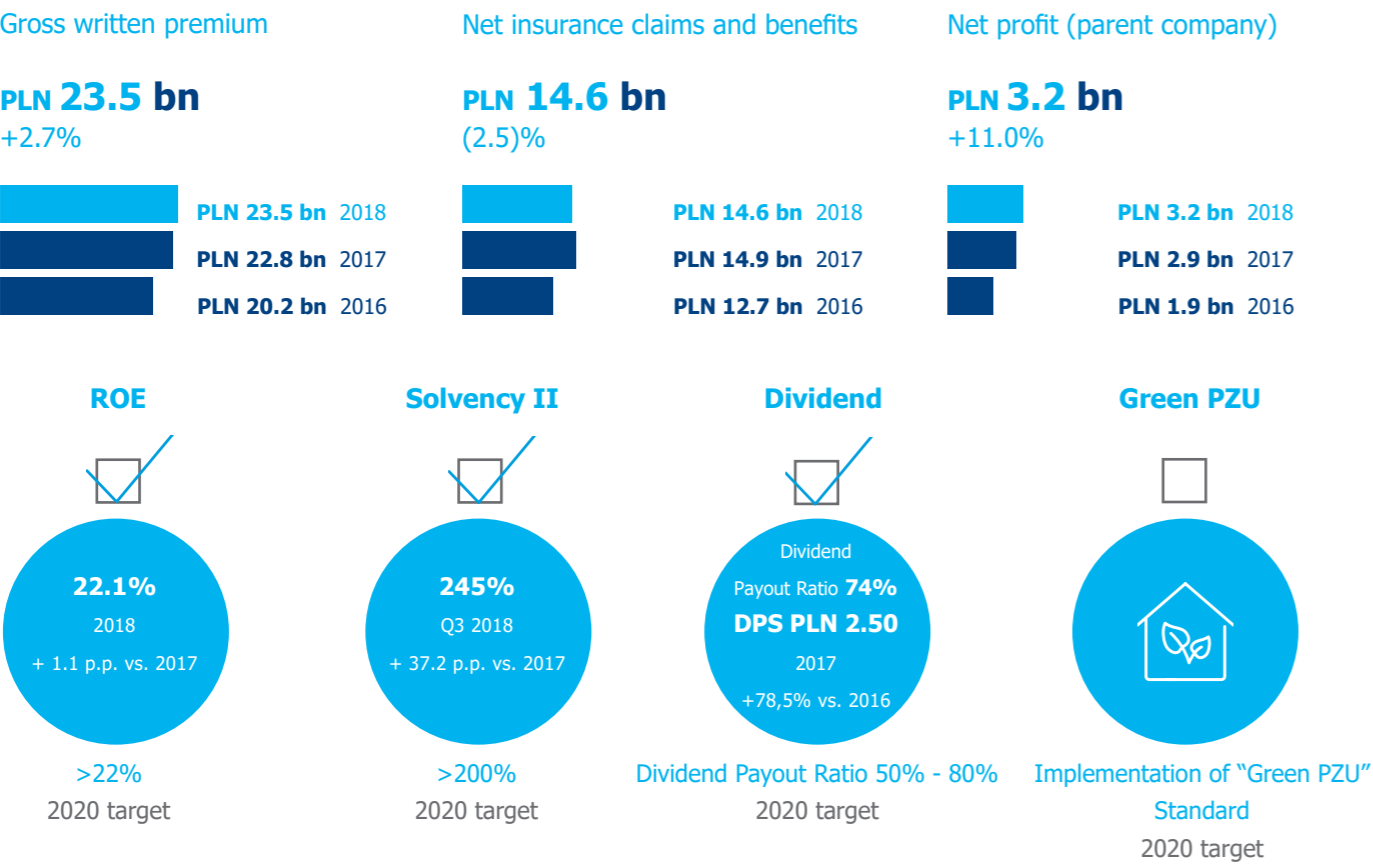 Gross written premium
PLN 23.5 bn
+2.7%
PLN 23.5 bn 2018
PLN 22.8 bn 2017
PLN 20.2 bn 2016
Net insurance claims and benefits
PLN 14.6 bn
(2.5)%
PLN 14.6 bn 2018
PLN 14.9 bn 2017
PLN 12.7 bn 2016
Net profit (parent company)
PLN 3.2 bn
+11.0%
PLN 3.2 bn 2018
PLN 2.9 bn 2017
PLN 1.9 bn 2016
ROE
22.1%
2018
+ 1.1 p.p. vs. 2017
>22%
2020 target
Solvency II
245%
Q3 2018
+ 37.2 p.p. vs. 2017
>200%
2020 target
Dividend
Dividend
Payout Ratio 74%
DPS PLN 2.50
2017
+78,5% vs. 2016
Dividend Payout Ratio 50% - 80%
2020 target
Green PZU
Implementation of “Green PZU”
Standard
2020 target